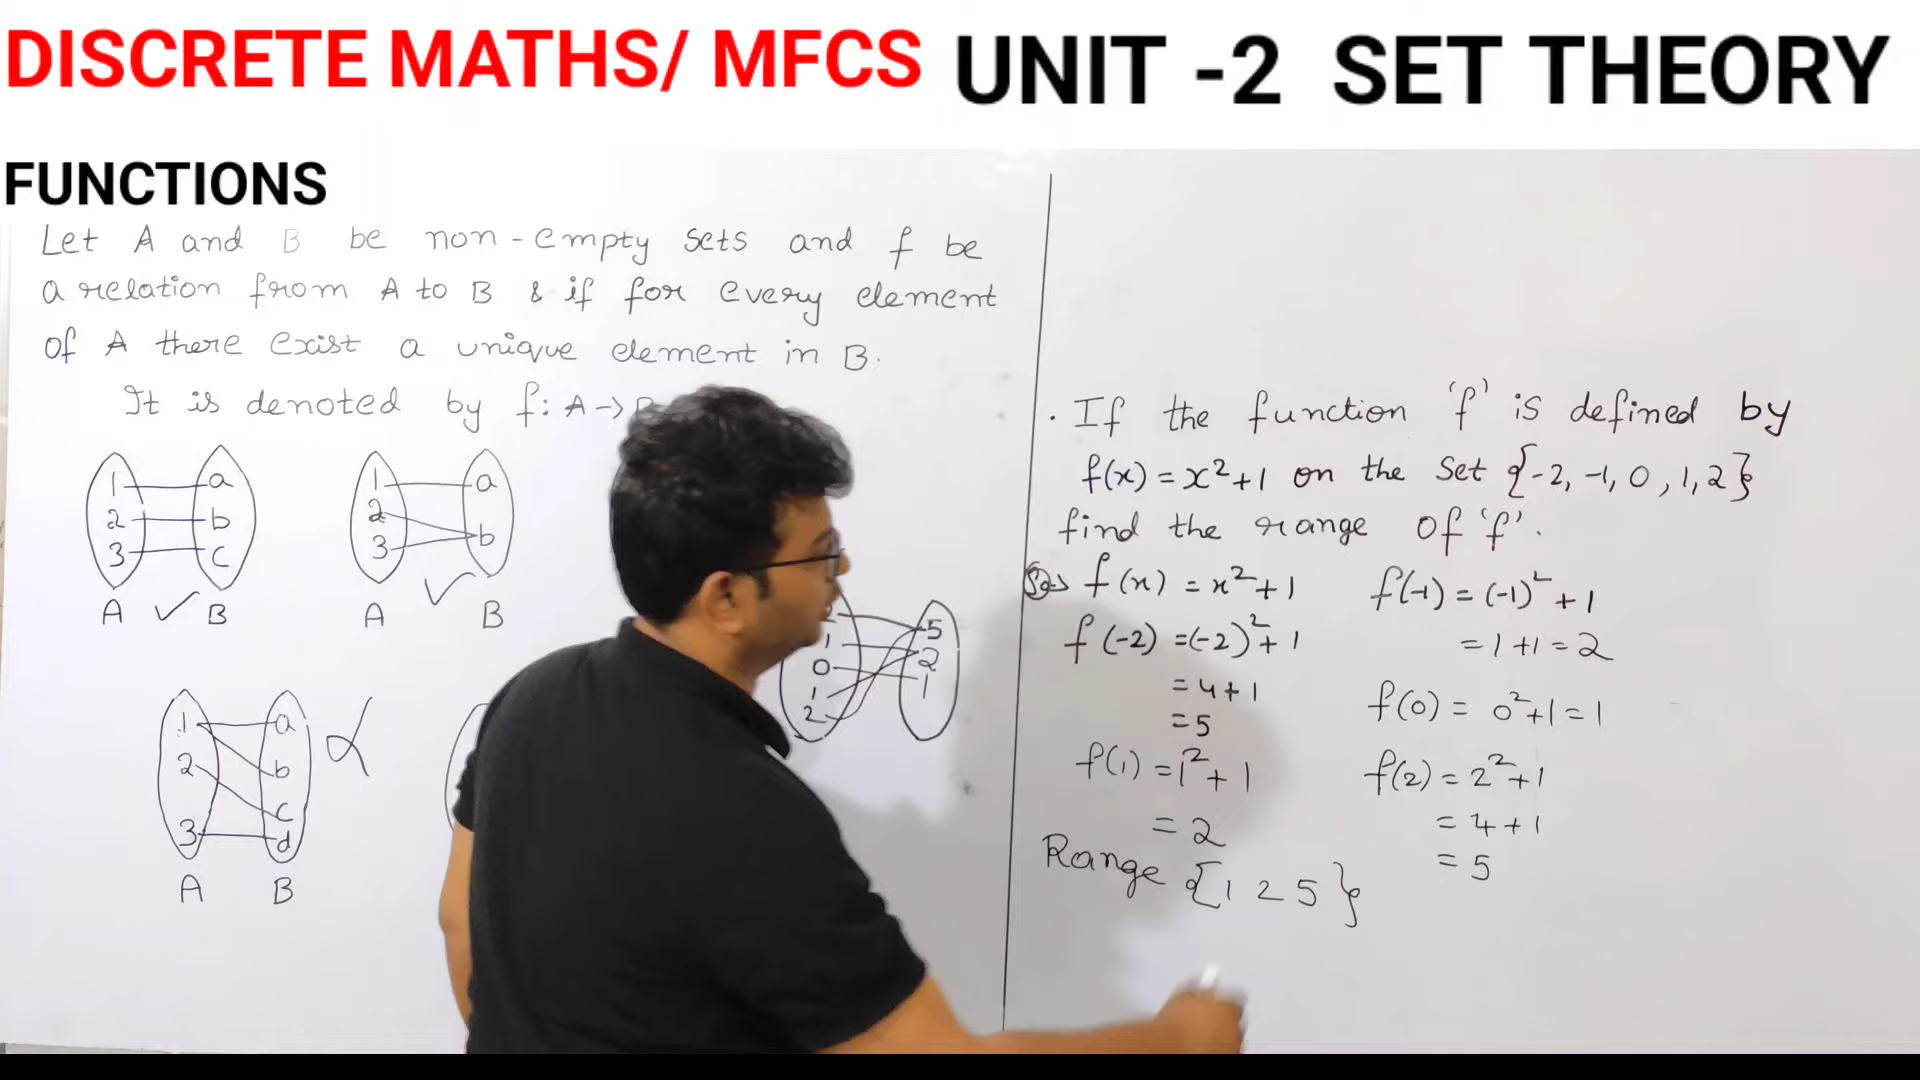 DISCRETE MATHS/ MFCS UNIT -2 SET THEORY
FUNCTIONS
Let A and B be non-empty sets and f be
a relation from A to B & if for every element
of A there exist a unique element in B.
It is denoted by f: A->B
1 a
2 b
3 c
A B
1 a
2 b
3
A B
1 a
2 b
c
3 d
A B
2 5
1 2
0 1
1
2
. If the function 'f' is defined by
f(x) = x²+1 on the set {-2, -1, 0, 1, 2}
find the range of 'f'.
f(x) = x²+1
f(-2) = (-2)²+1
= 4+1
= 5
f(1) = 1²+1
= 2
f(-1) = (-1)²+1
= 1+1 = 2
f(0) = 0²+1 = 1
f(2) = 2²+1
= 4+1
= 5
Range {1 2 5}